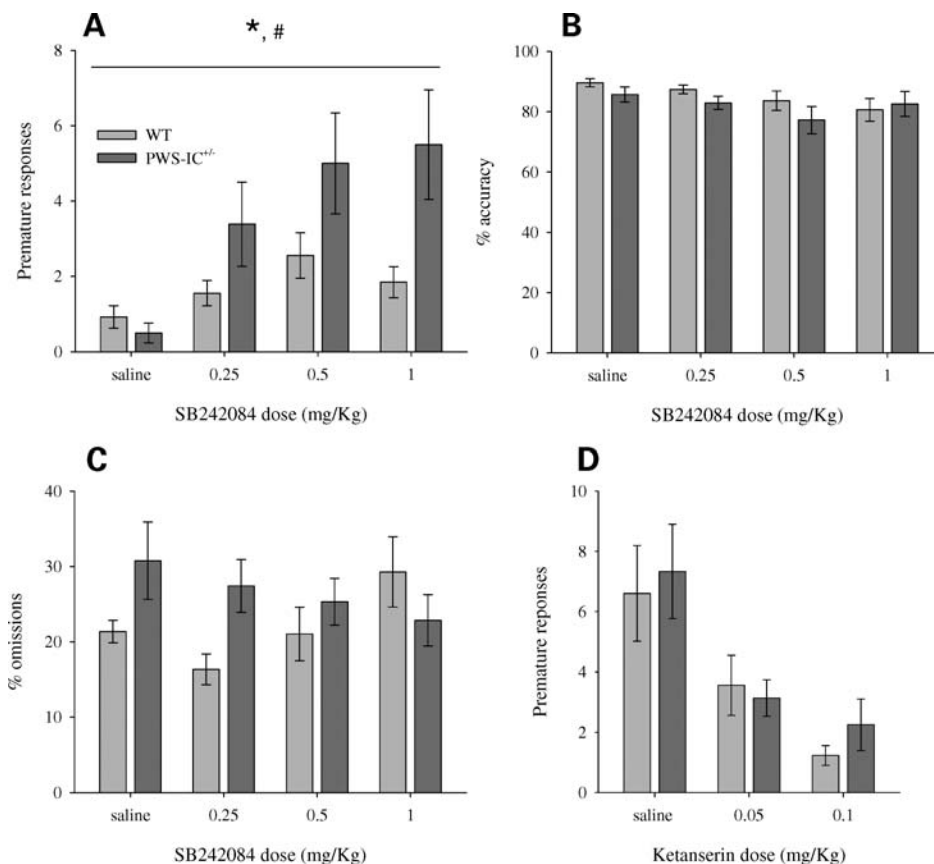 A
*, #
8
6
4
2
0
Premature responses
WT
PWS-IC+/-
saline 0.25 0.5 1
SB242084 dose (mg/Kg)
B
100
80
60
40
20
0
% accuracy
saline 0.25 0.5 1
SB242084 dose (mg/Kg)
C
40
30
20
10
0
% omissions
saline 0.25 0.5 1
SB242084 dose (mg/Kg)
D
10
8
6
4
2
0
Premature reponses
saline 0.05 0.1
Ketanserin dose (mg/Kg)